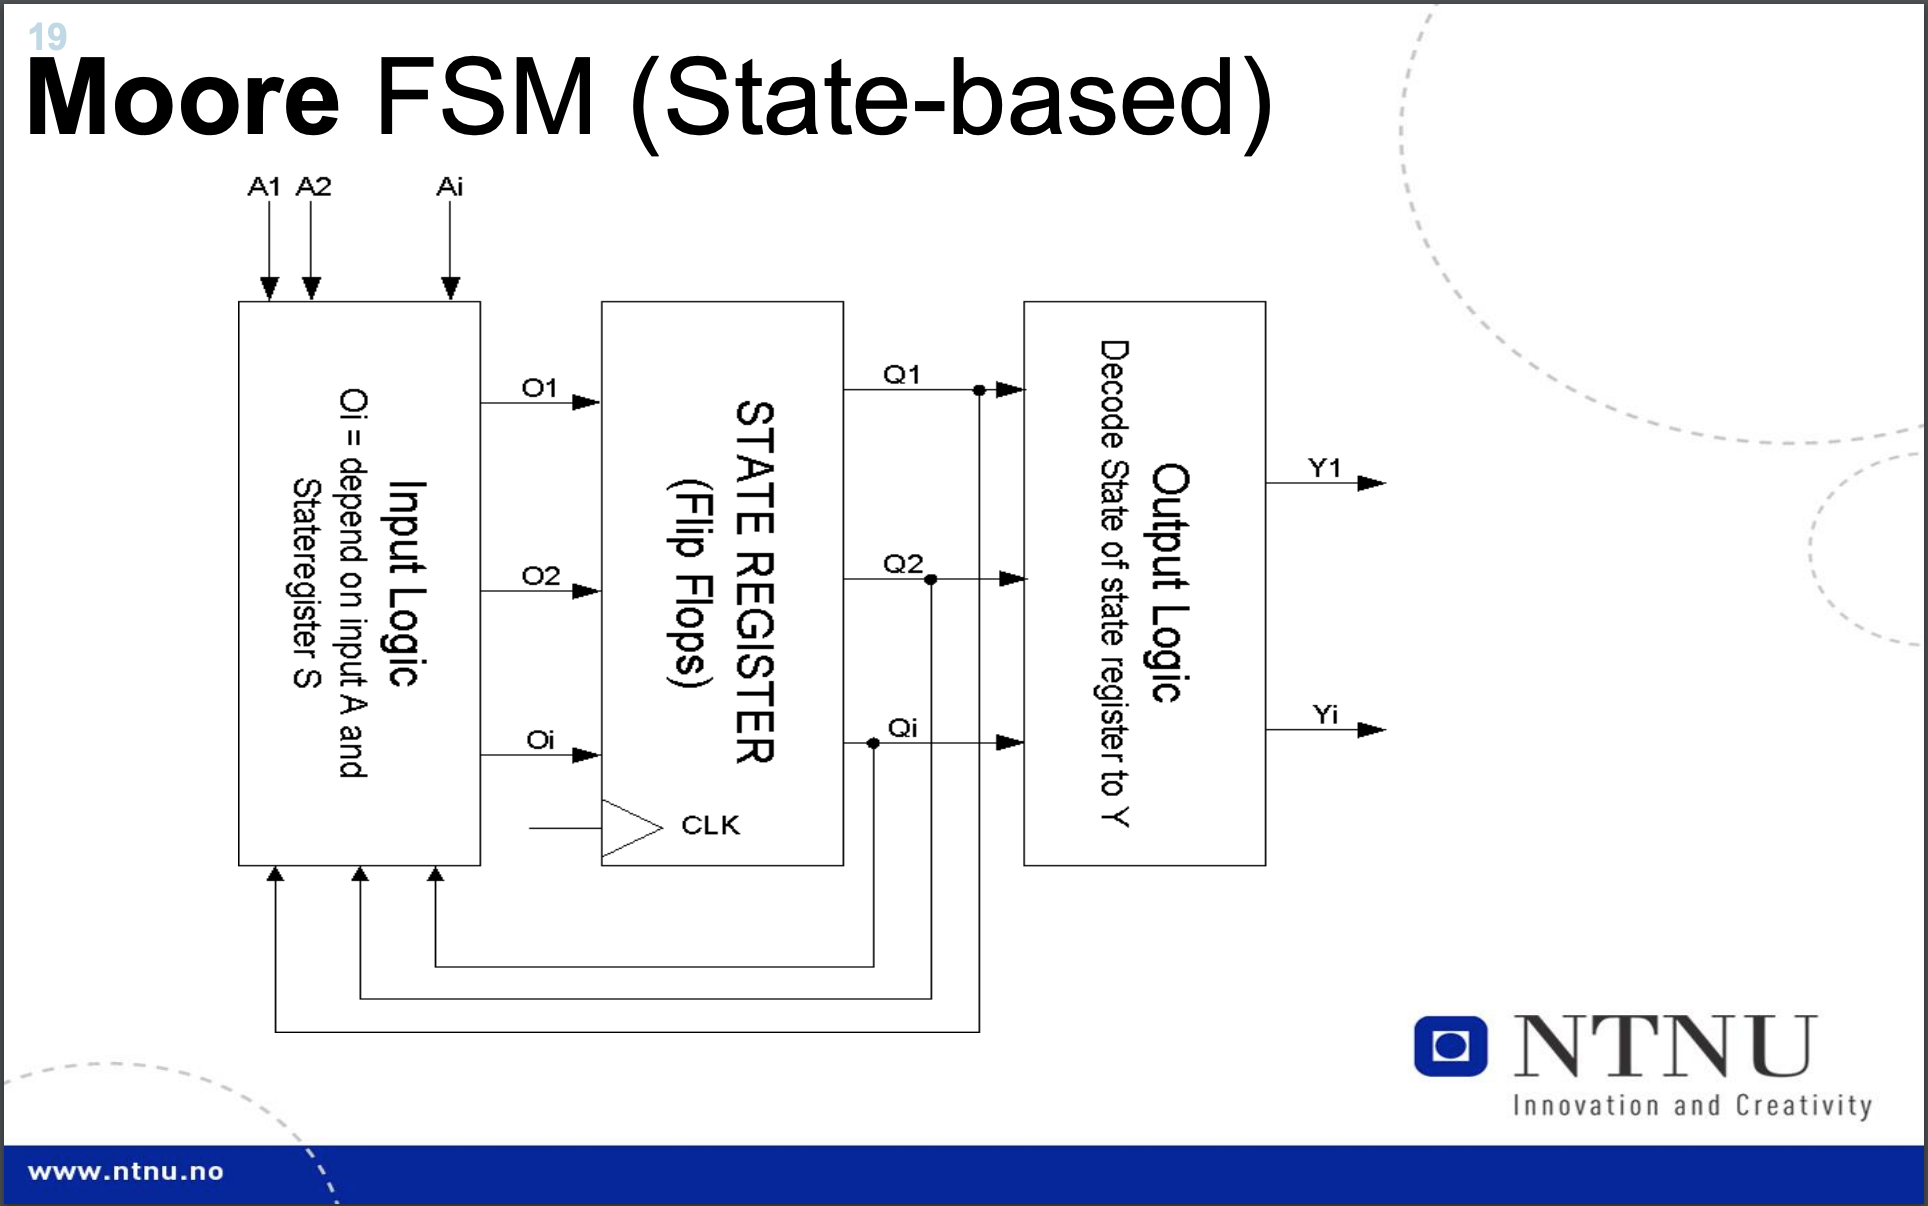 19
Moore FSM (State-based)
A1 A2 Ai
Input Logic
Oi = depend on input A and
Stateregister S
O1
O2
Oi
STATE REGISTER
(Flip Flops)
CLK
Q1
Q2
Qi
Output Logic
Decode State of state register to Y
Y1
Yi
NTNU
Innovation and Creativity
www.ntnu.no